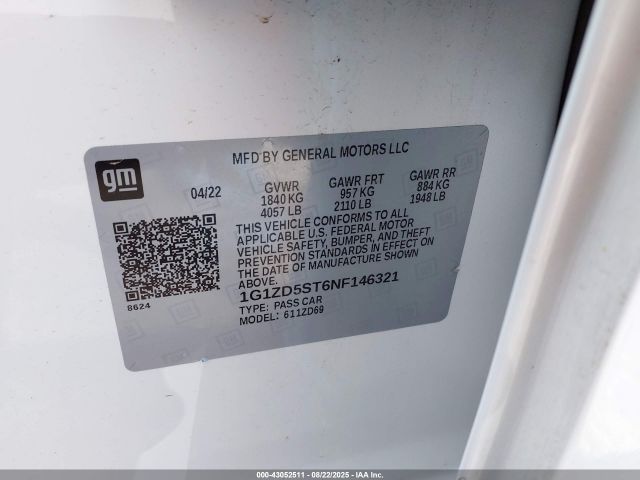 gm
MFD BY GENERAL MOTORS LLC
04/22 GVWR GAWR FRT GAWR RR
1840 KG 957 KG 884 KG
4057 LB 2110 LB 1948 LB
THIS VEHICLE CONFORMS TO ALL
APPLICABLE U.S. FEDERAL MOTOR
VEHICLE SAFETY, BUMPER, AND THEFT
PREVENTION STANDARDS IN EFFECT ON
THE DATE OF MANUFACTURE SHOWN
ABOVE.
1G1ZD5ST6NF146321
8624
TYPE: PASS CAR
MODEL: 611ZD69
000-43052511 - 08/22/2025 - www.iaai.com